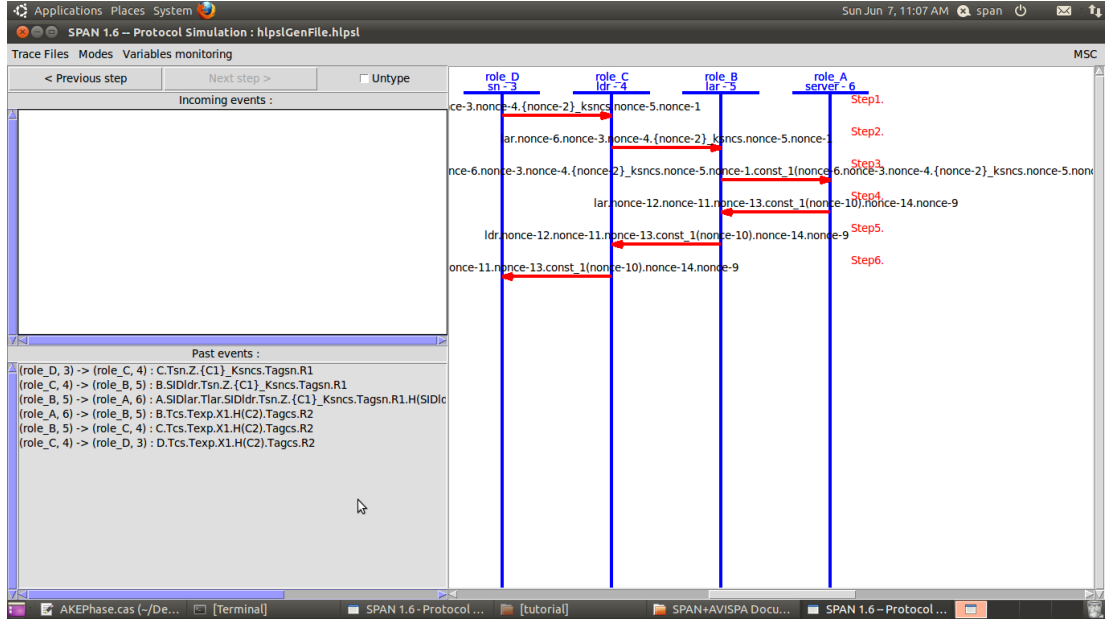 Applications Places System Sun Jun 7, 11:07 AM span
SPAN 1.6 -- Protocol Simulation : hlpslGenFile.hlpsl
Trace Files Modes Variables monitoring MSC
< Previous step Next step > Untype
Incoming events :
role_D role_C role_B role_A
sn - 3 ldr - 4 lar - 5 server - 6
Step1.
ce-3.nonce-4.{nonce-2}_ksncs.nonce-5.nonce-1
Step2.
lar.nonce-6.nonce-3.nonce-4.{nonce-2}_ksncs.nonce-5.nonce-1
Step3.
nce-6.nonce-3.nonce-4.{nonce-2}_ksncs.nonce-5.nonce-1.const_1(nonce-6.nonce-3.nonce-4.{nonce-2}_ksncs.nonce-5.nonc
Step4.
lar.nonce-12.nonce-11.nonce-13.const_1(nonce-10).nonce-14.nonce-9
Step5.
ldr.nonce-12.nonce-11.nonce-13.const_1(nonce-10).nonce-14.nonce-9
Step6.
once-11.nonce-13.const_1(nonce-10).nonce-14.nonce-9
Past events :
(role_D, 3) -> (role_C, 4) : C.Tsn.Z.{C1}_Ksncs.Tagsn.R1
(role_C, 4) -> (role_B, 5) : B.SIDldr.Tsn.Z.{C1}_Ksncs.Tagsn.R1
(role_B, 5) -> (role_A, 6) : A.SIDlar.Tlar.SIDldr.Tsn.Z.{C1}_Ksncs.Tagsn.R1.H(SIDlc
(role_A, 6) -> (role_B, 5) : B.Tcs.Texp.X1.H(C2).Tagcs.R2
(role_B, 5) -> (role_C, 4) : C.Tcs.Texp.X1.H(C2).Tagcs.R2
(role_C, 4) -> (role_D, 3) : D.Tcs.Texp.X1.H(C2).Tagcs.R2
AKEPhase.cas (~/De... [Terminal] SPAN 1.6 - Protocol ... [tutorial] SPAN+AVISPA Docu... SPAN 1.6 -- Protocol ...